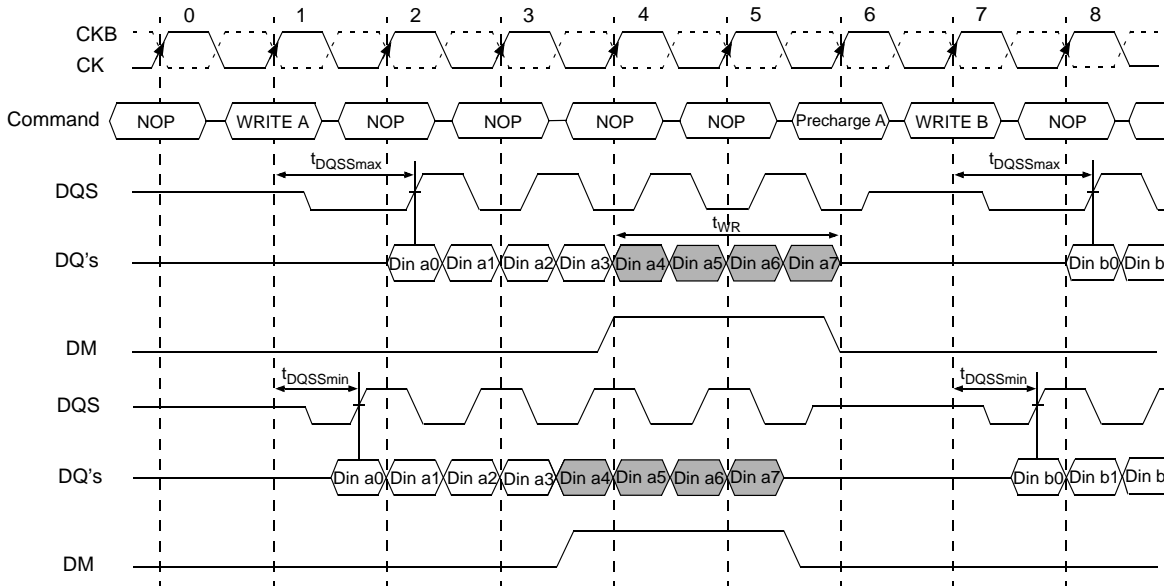 0 1 2 3 4 5 6 7 8
CKB
CK
Command NOP WRITE A NOP NOP NOP NOP Precharge A WRITE B NOP
tDQSSmax tDQSSmax
DQS
tWR
DQ's Din a0 Din a1 Din a2 Din a3 Din a4 Din a5 Din a6 Din a7 Din b0 Din b
DM
tDQSSmin tDQSSmin
DQS
DQ's Din a0 Din a1 Din a2 Din a3 Din a4 Din a5 Din a6 Din a7 Din b0 Din b1 Din b
DM